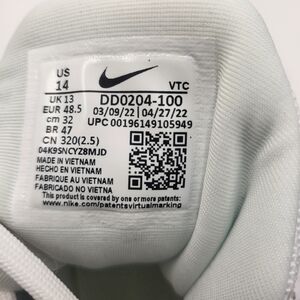 US
14
VTC
UK 13
EUR 48.5
cm 32
BR 47
CN 320(2.5)
DD0204-100
03/09/22 | 04/27/22
UPC 00196149105949
04K9SNCYZ8MJD
MADE IN VIETNAM
HECHO EN VIETNAM
FABRIQUE AU VIETNAM
FABRICADO NO VIETNAM
This product is covered by one or more patents.
www.nike.com/patentsvirtualmarking